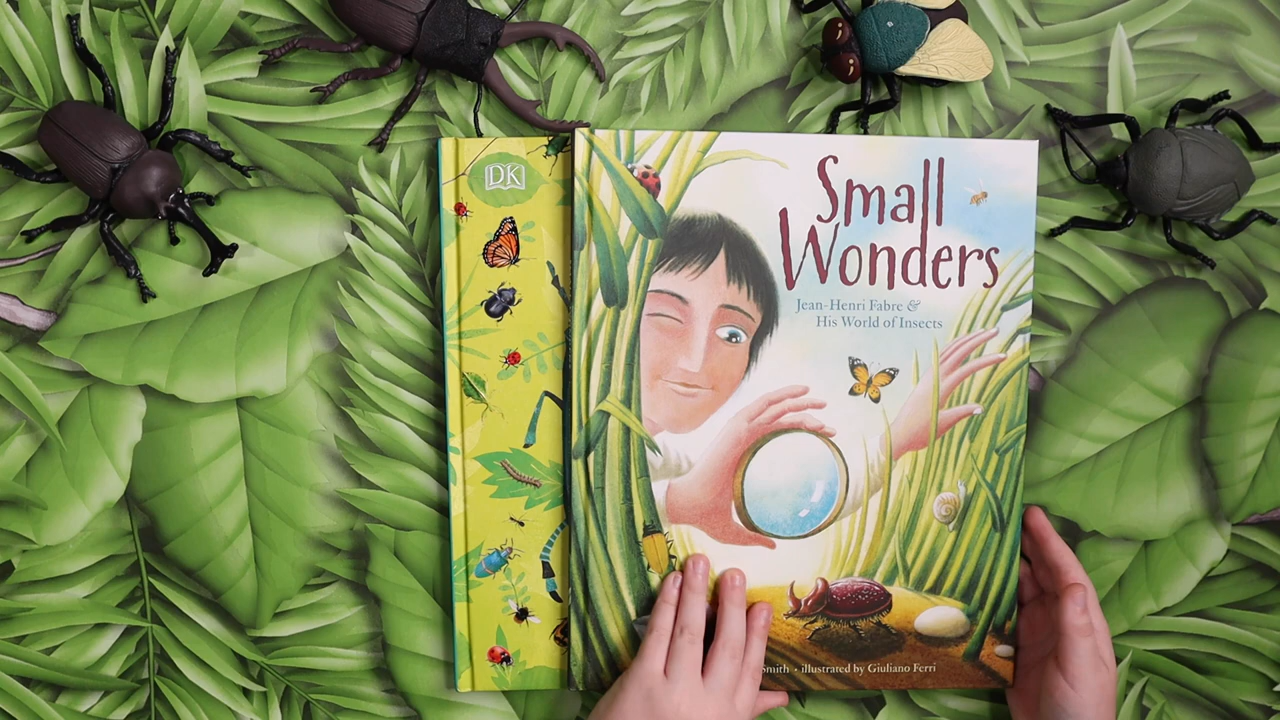 DK
Small
Wonders
Jean-Henri Fabre &
His World of Insects
Smith • illustrated by Giuliano Ferri